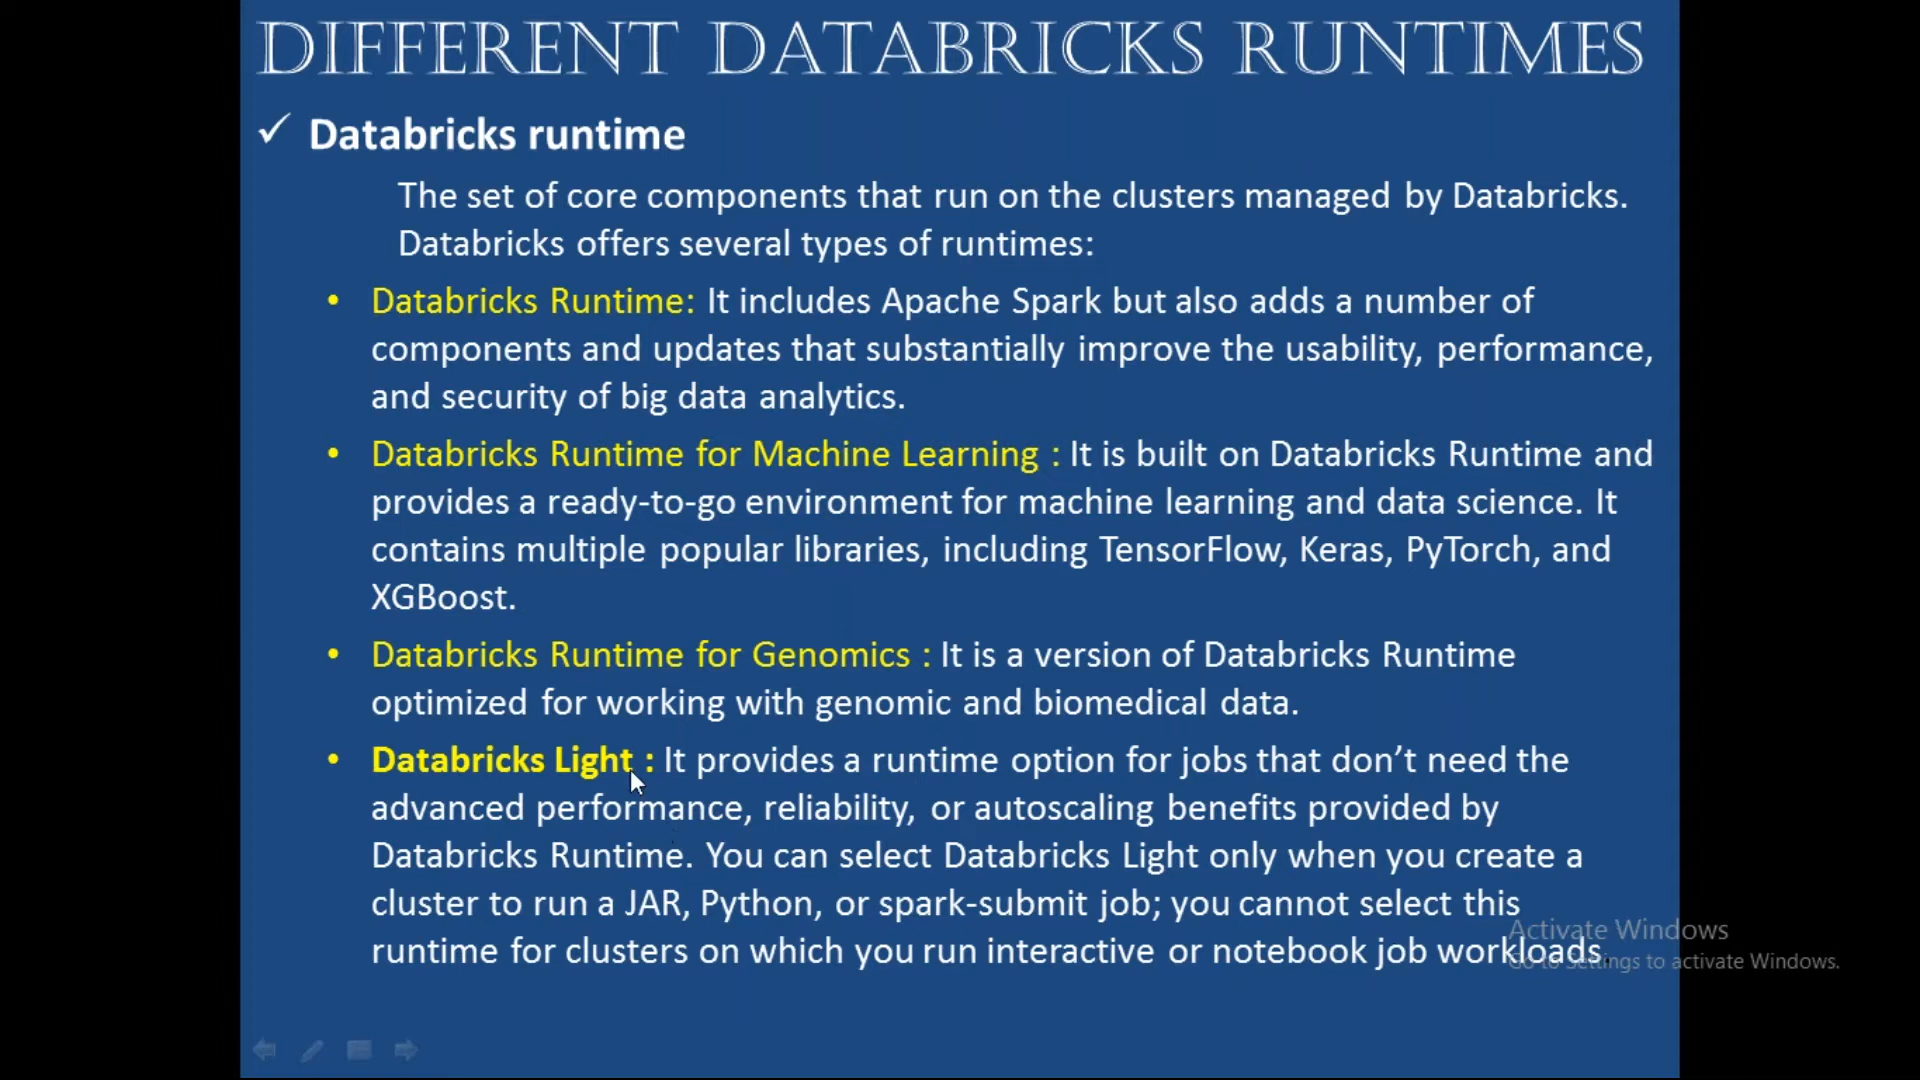 DIFFERENT DATABRICKS RUNTIMES
✓ Databricks runtime
The set of core components that run on the clusters managed by Databricks.
Databricks offers several types of runtimes:
• Databricks Runtime: It includes Apache Spark but also adds a number of
components and updates that substantially improve the usability, performance,
and security of big data analytics.
• Databricks Runtime for Machine Learning : It is built on Databricks Runtime and
provides a ready-to-go environment for machine learning and data science. It
contains multiple popular libraries, including TensorFlow, Keras, PyTorch, and
XGBoost.
• Databricks Runtime for Genomics : It is a version of Databricks Runtime
optimized for working with genomic and biomedical data.
• Databricks Light : It provides a runtime option for jobs that don’t need the
advanced performance, reliability, or autoscaling benefits provided by
Databricks Runtime. You can select Databricks Light only when you create a
cluster to run a JAR, Python, or spark-submit job; you cannot select this
runtime for clusters on which you run interactive or notebook job workloads.
Activate Windows
Go to Settings to activate Windows.